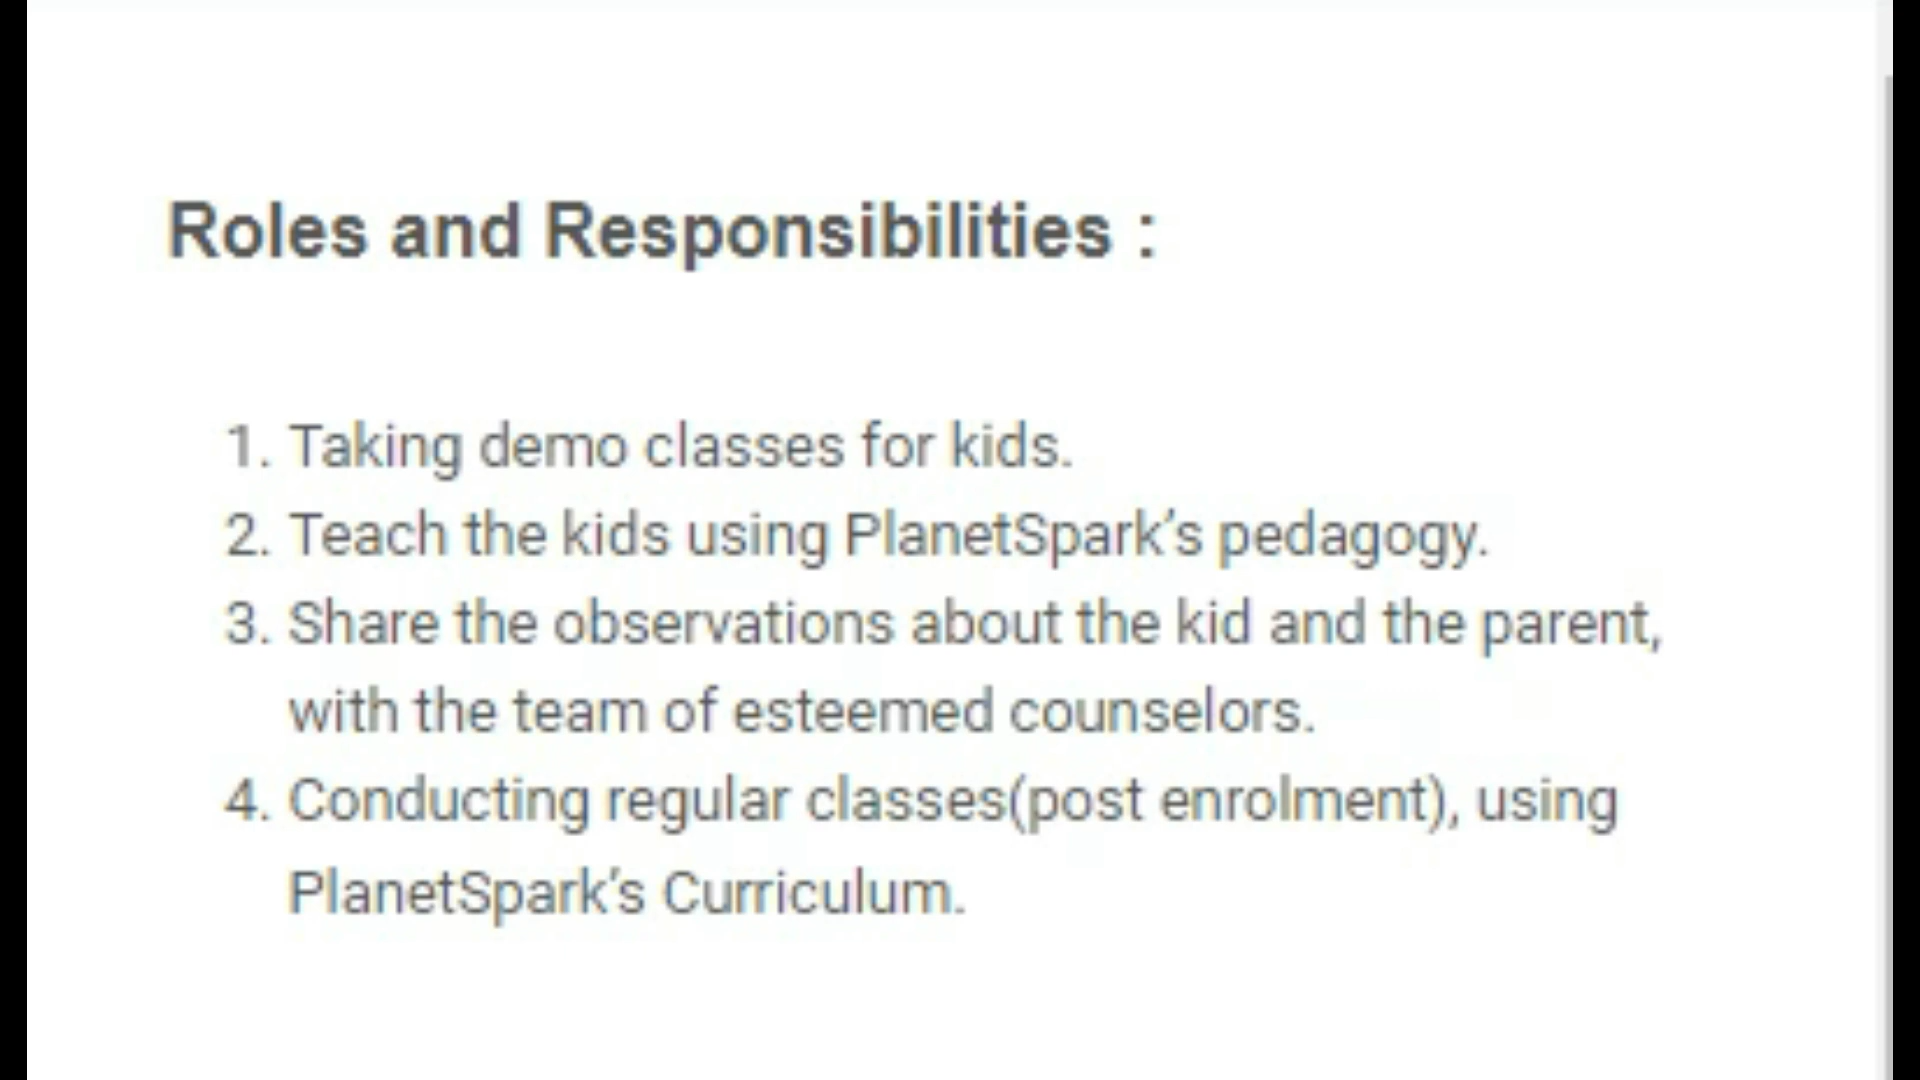 Roles and Responsibilities :
1. Taking demo classes for kids.
2. Teach the kids using PlanetSpark’s pedagogy.
3. Share the observations about the kid and the parent,
with the team of esteemed counselors.
4. Conducting regular classes(post enrolment), using
PlanetSpark’s Curriculum.